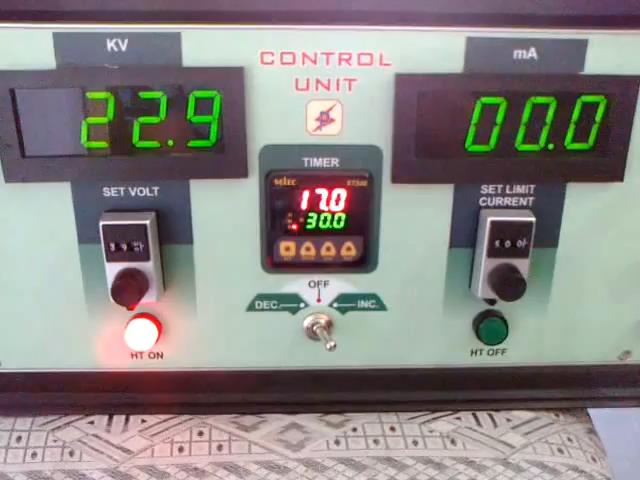 KV
CONTROL
UNIT
mA
22.9
00.0
TIMER
selec
17.0
30.0
SET VOLT
SET LIMIT
CURRENT
OFF
DEC.
INC.
HT ON
HT OFF